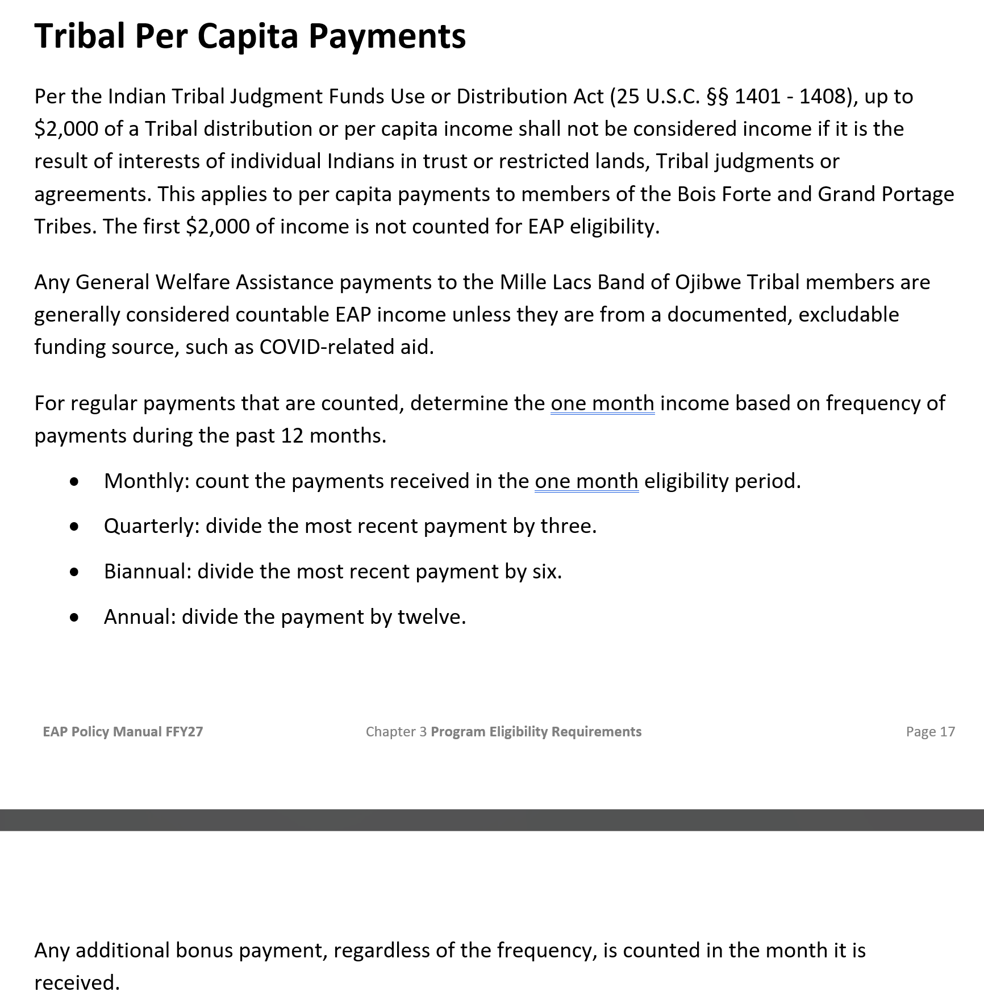 Tribal Per Capita Payments
Per the Indian Tribal Judgment Funds Use or Distribution Act (25 U.S.C. §§ 1401 - 1408), up to
$2,000 of a Tribal distribution or per capita income shall not be considered income if it is the
result of interests of individual Indians in trust or restricted lands, Tribal judgments or
agreements. This applies to per capita payments to members of the Bois Forte and Grand Portage
Tribes. The first $2,000 of income is not counted for EAP eligibility.
Any General Welfare Assistance payments to the Mille Lacs Band of Ojibwe Tribal members are
generally considered countable EAP income unless they are from a documented, excludable
funding source, such as COVID-related aid.
For regular payments that are counted, determine the one month income based on frequency of
payments during the past 12 months.
• Monthly: count the payments received in the one month eligibility period.
• Quarterly: divide the most recent payment by three.
• Biannual: divide the most recent payment by six.
• Annual: divide the payment by twelve.
EAP Policy Manual FFY27 Chapter 3 Program Eligibility Requirements Page 17
Any additional bonus payment, regardless of the frequency, is counted in the month it is
received.